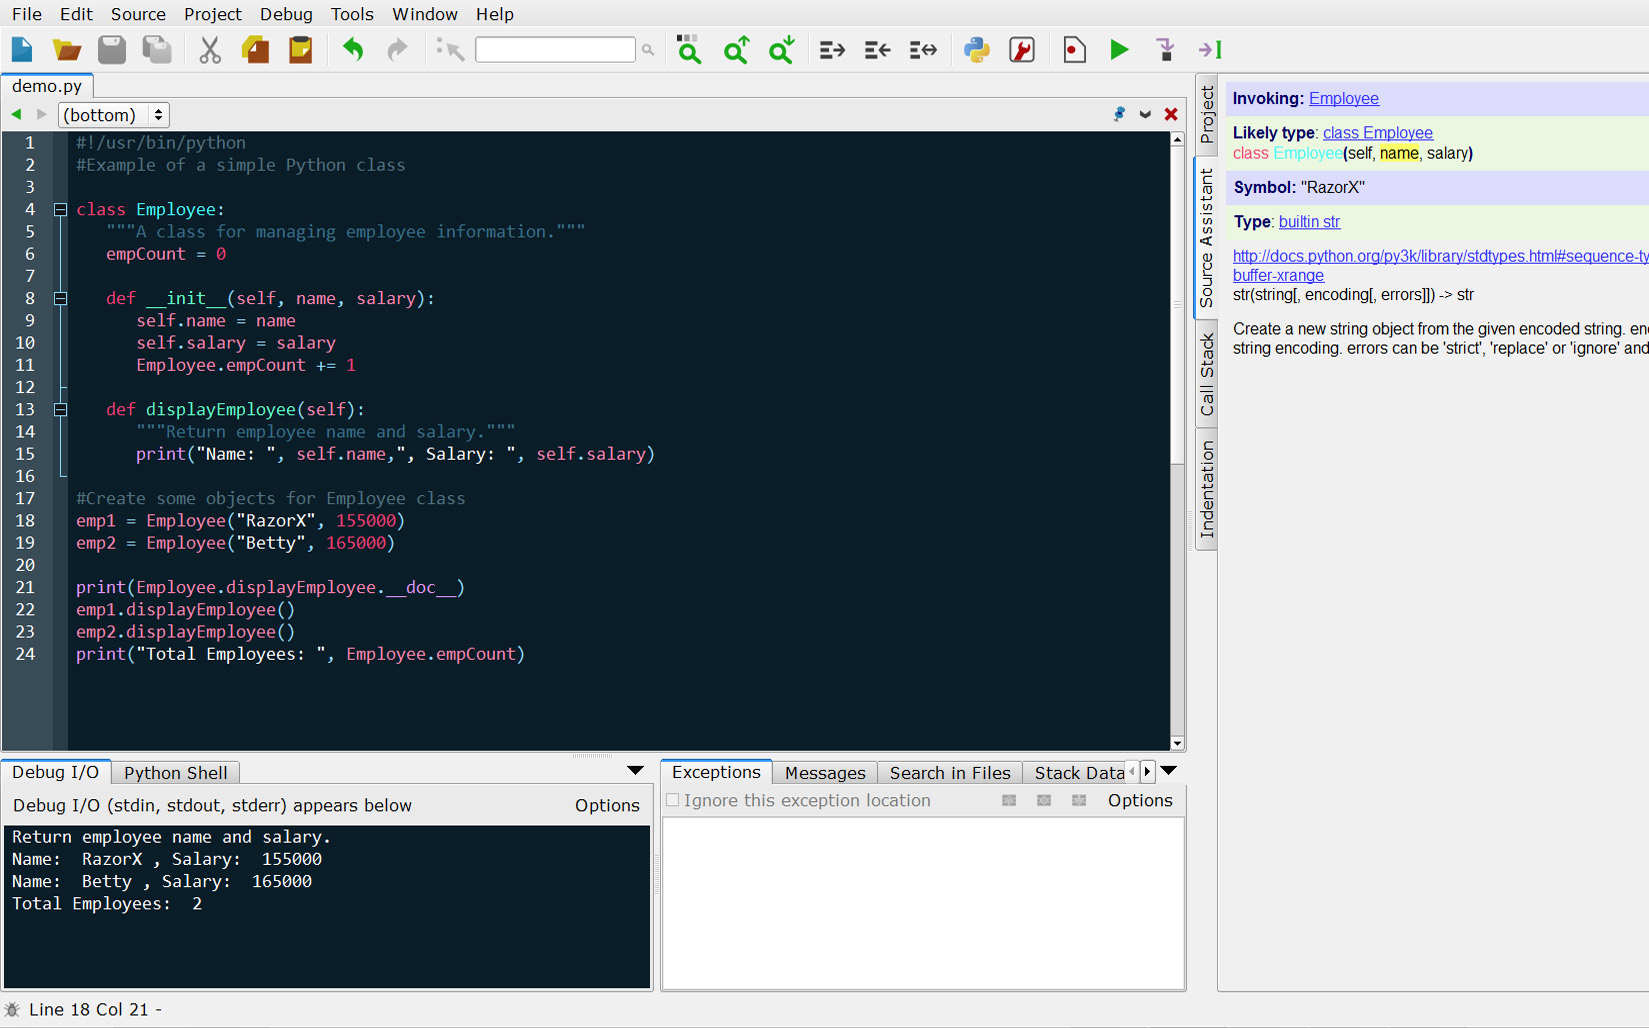 File Edit Source Project Debug Tools Window Help
demo.py
(bottom)
1 #!/usr/bin/python
2 #Example of a simple Python class
3
4 class Employee:
5 """A class for managing employee information."""
6 empCount = 0
7
8 def __init__(self, name, salary):
9 self.name = name
10 self.salary = salary
11 Employee.empCount += 1
12
13 def displayEmployee(self):
14 """Return employee name and salary."""
15 print("Name: ", self.name,", Salary: ", self.salary)
16
17 #Create some objects for Employee class
18 emp1 = Employee("RazorX", 155000)
19 emp2 = Employee("Betty", 165000)
20
21 print(Employee.displayEmployee.__doc__)
22 emp1.displayEmployee()
23 emp2.displayEmployee()
24 print("Total Employees: ", Employee.empCount)
Project
Source Assistant
Call Stack
Indentation
Invoking: Employee
Likely type: class Employee
class Employee(self, name, salary)
Symbol: "RazorX"
Type: builtin str
http://docs.python.org/py3k/library/stdtypes.html#sequence-ty
buffer-xrange
str(string[, encoding[, errors]]) -> str
Create a new string object from the given encoded string. en
string encoding. errors can be 'strict', 'replace' or 'ignore' and
Debug I/O Python Shell
Debug I/O (stdin, stdout, stderr) appears below Options
Return employee name and salary.
Name:  RazorX , Salary:  155000
Name:  Betty , Salary:  165000
Total Employees:  2
Exceptions Messages Search in Files Stack Data
Ignore this exception location Options
Line 18 Col 21 -